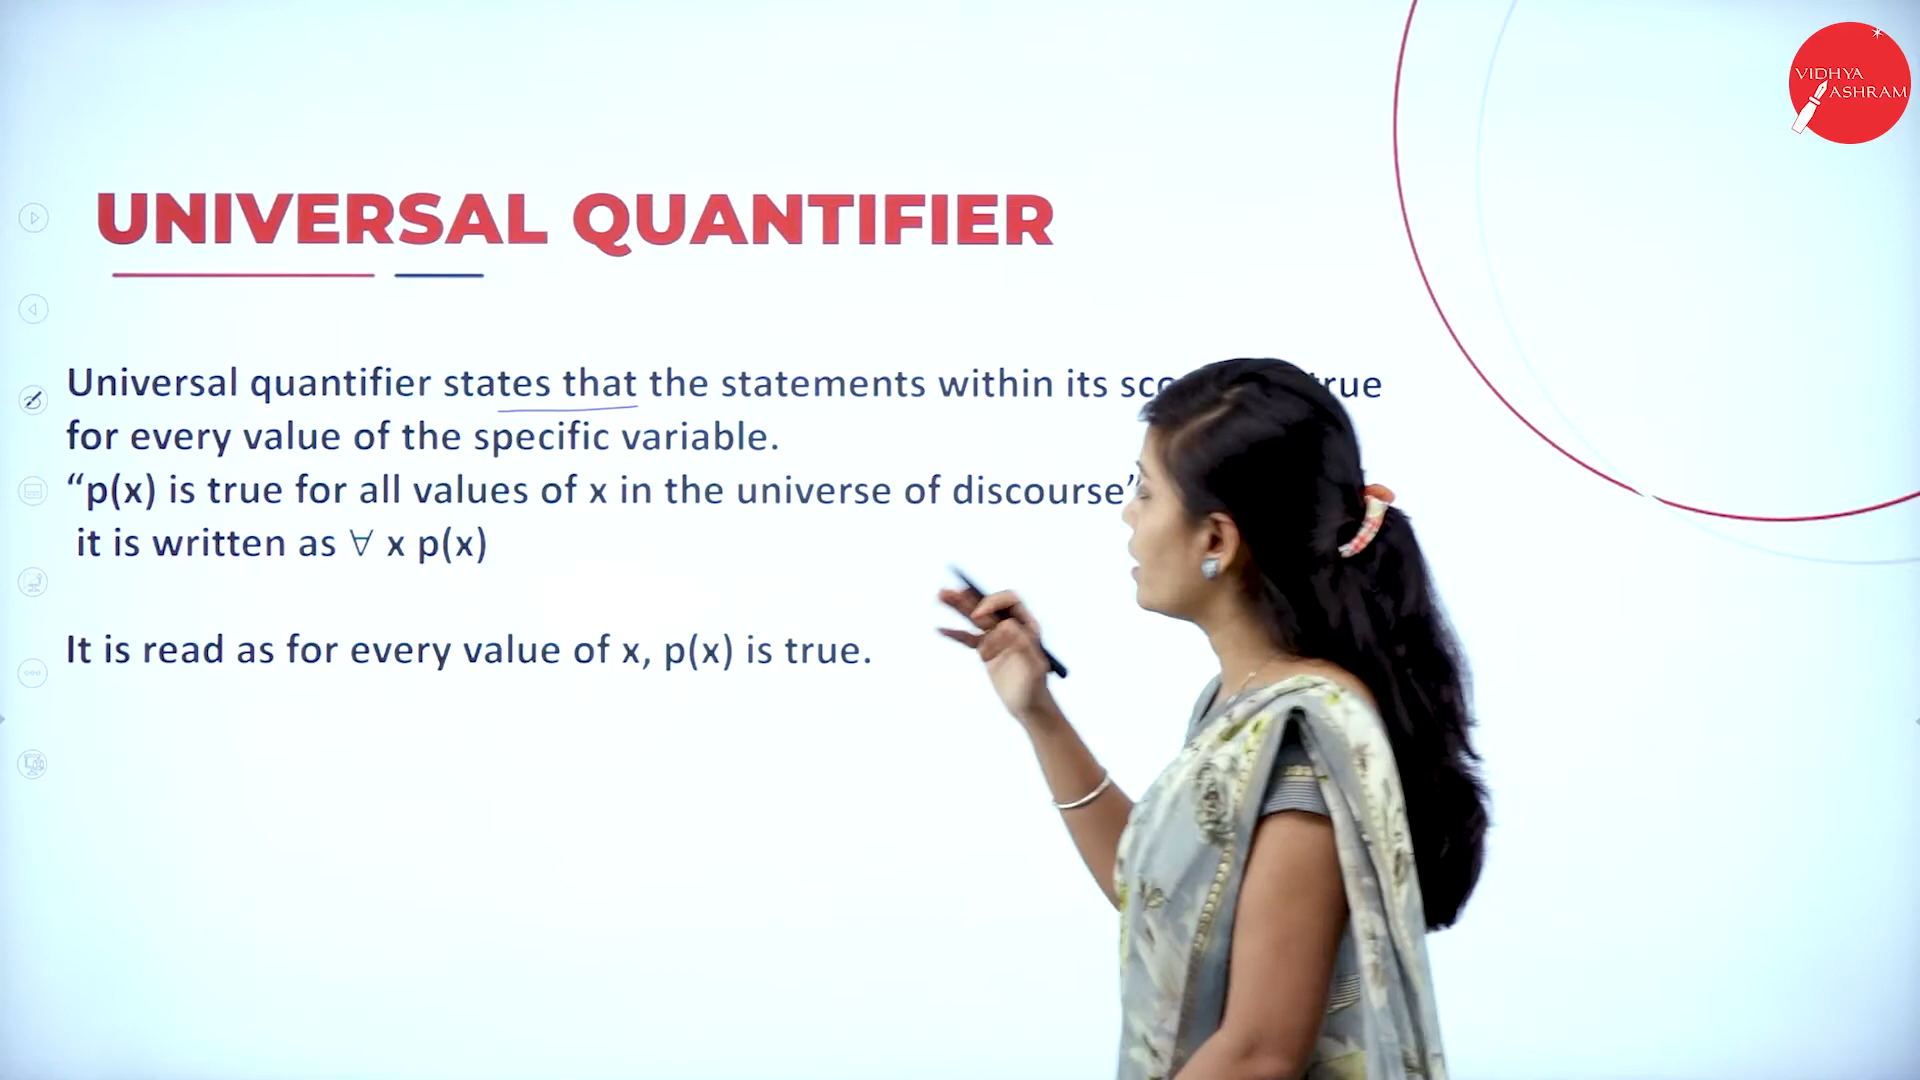 VIDHYA
ASHRAM
UNIVERSAL QUANTIFIER
Universal quantifier states that the statements within its true
for every value of the specific variable.
“p(x) is true for all values of x in the universe of discourse”
it is written as ∀ x p(x)
It is read as for every value of x, p(x) is true.